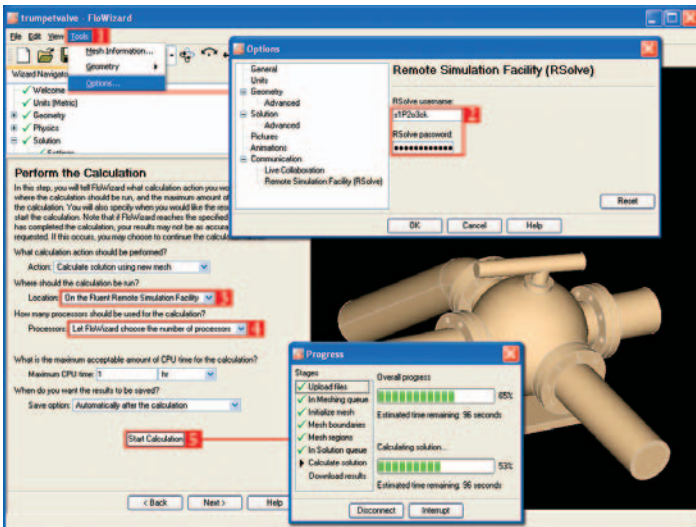 trumpetvalve - FloWizard
File Edit View Tools
1
Mesh Information...
Geometry
Options...
Wizard Navigator
Welcome
Units (Metric)
Geometry
Physics
Solution
Options
General
Units
Geometry
Advanced
Solution
Advanced
Pictures
Animations
Communication
Live Collaboration
Remote Simulation Facility (RSolve)
Remote Simulation Facility (RSolve)
RSolve username:
2
RSolve password:
Reset
OK Cancel Help
Perform the Calculation
In this step, you will tell FloWizard what calculation action you wo
where the calculation should be run, and the maximum amount of
the calculation. You will also specify when you would like the resu
start the calculation. Note that if FloWizard reaches the specified
has completed the calculation, your results may not be as accura
requested. If this occurs, you may choose to continue the calcula
What calculation action should be performed?
Action: Calculate solution using new mesh
Where should the calculation be run?
Location: On the Fluent Remote Simulation Facility 3
How many processors should be used for the calculation?
Processors: Let FloWizard choose the number of processors 4
What is the maximum acceptable amount of CPU time for the calculation?
Maximum CPU time: 1 hr
When do you want the results to be saved?
Save option: Automatically after the calculation
Start Calculation 5
< Back Next > Help
Progress
Stages
Upload files
In Meshing queue
Initialize mesh
Mesh boundaries
Mesh regions
In Solution queue
Calculate solution
Download results
Overall progress
65%
Estimated time remaining: 96 seconds
Calculating solution...
53%
Estimated time remaining: 96 seconds
Disconnect Interrupt